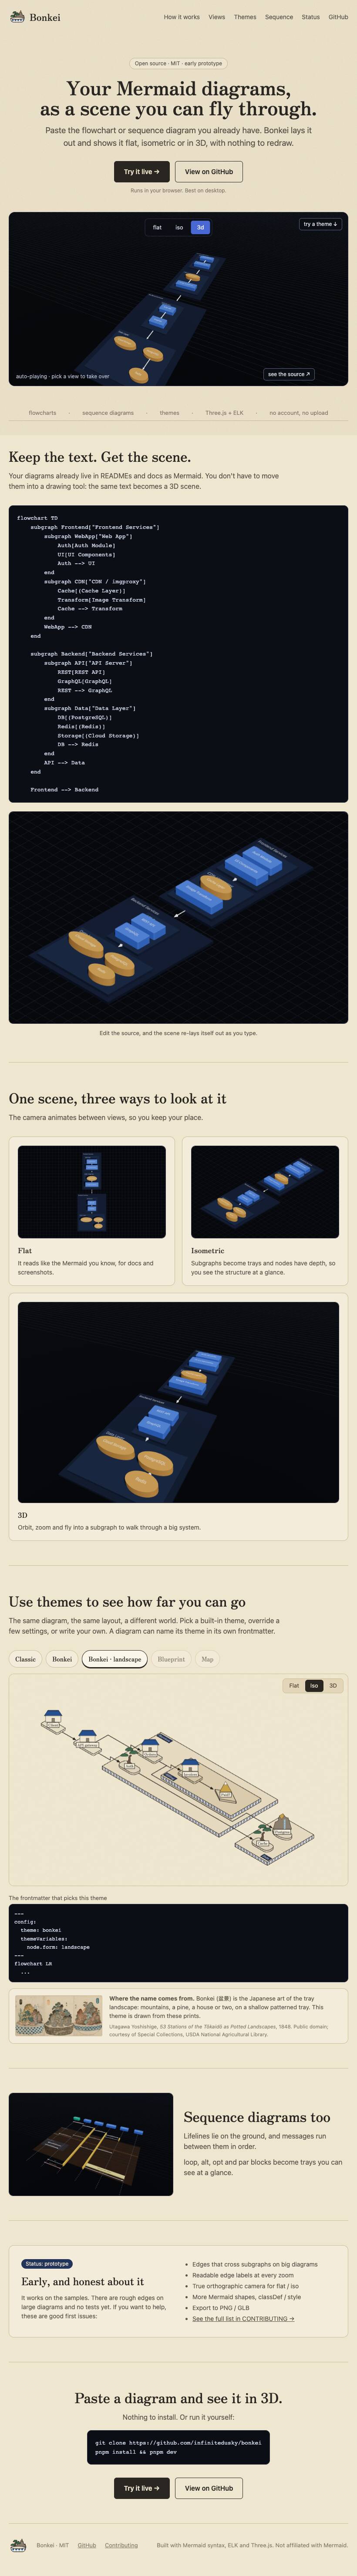 Bonkei
How it works Views Themes Sequence Status GitHub
Open source · MIT · early prototype
Your Mermaid diagrams,
as a scene you can fly through.
Paste the flowchart or sequence diagram you already have. Bonkei lays it
out and shows it flat, isometric or in 3D, with nothing to redraw.
Try it live →
View on GitHub
Runs in your browser. Best on desktop.
flat iso 3d
try a theme ↓
auto-playing · pick a view to take over
see the source ↗
flowcharts · sequence diagrams · themes · Three.js + ELK · no account, no upload
Keep the text. Get the scene.
Your diagrams already live in READMEs and docs as Mermaid. You don't have to move
them into a drawing tool: the same text becomes a 3D scene.
flowchart TD
subgraph Frontend["Frontend Services"]
subgraph WebApp["Web App"]
Auth[Auth Module]
UI[UI Components]
Auth --> UI
end
subgraph CDN["CDN / imgproxy"]
Cache[(Cache Layer)]
Transform[Image Transform]
Cache --> Transform
end
WebApp --> CDN
end
subgraph Backend["Backend Services"]
subgraph API["API Server"]
REST[REST API]
GraphQL[GraphQL]
REST --> GraphQL
end
subgraph Data["Data Layer"]
DB[(PostgreSQL)]
Redis[(Redis)]
Storage[(Cloud Storage)]
DB --> Redis
end
API --> Data
end
Frontend --> Backend
Edit the source, and the scene re-lays itself out as you type.
One scene, three ways to look at it
The camera animates between views, so you keep your place.
Flat
It reads like the Mermaid you know, for docs and
screenshots.
Isometric
Subgraphs become trays and nodes have depth, so
you see the structure at a glance.
3D
Orbit, zoom and fly into a subgraph to walk through a big system.
Use themes to see how far you can go
The same diagram, the same layout, a different world. Pick a built-in theme, override a
few settings, or write your own. A diagram can name its theme in its own frontmatter.
Classic
Bonkei
Bonkei · landscape
Blueprint
Map
Flat Iso 3D
The frontmatter that picks this theme
---
config:
theme: bonkei
themeVariables:
node.form: landscape
---
flowchart LR
...
Where the name comes from. Bonkei (盆景) is the Japanese art of the tray
landscape: mountains, a pine, a house or two, on a shallow patterned tray. This
theme is drawn from these prints.
Utagawa Yoshishige, 53 Stations of the Tōkaidō as Potted Landscapes, 1848. Public domain;
courtesy of Special Collections, USDA National Agricultural Library.
Sequence diagrams too
Lifelines lie on the ground, and messages run
between them in order.
loop, alt, opt and par blocks become trays you can
see at a glance.
Status: prototype
Early, and honest about it
It works on the samples. There are rough edges on
large diagrams and no tests yet. If you want to help,
these are good first issues:
• Edges that cross subgraphs on big diagrams
• Readable edge labels at every zoom
• True orthographic camera for flat / iso
• More Mermaid shapes, classDef / style
• Export to PNG / GLB
• See the full list in CONTRIBUTING →
Paste a diagram and see it in 3D.
Nothing to install. Or run it yourself:
git clone https://github.com/infinitedusky/bonkei
pnpm install && pnpm dev
Try it live →
View on GitHub
Bonkei · MIT GitHub Contributing
Built with Mermaid syntax, ELK and Three.js. Not affiliated with Mermaid.